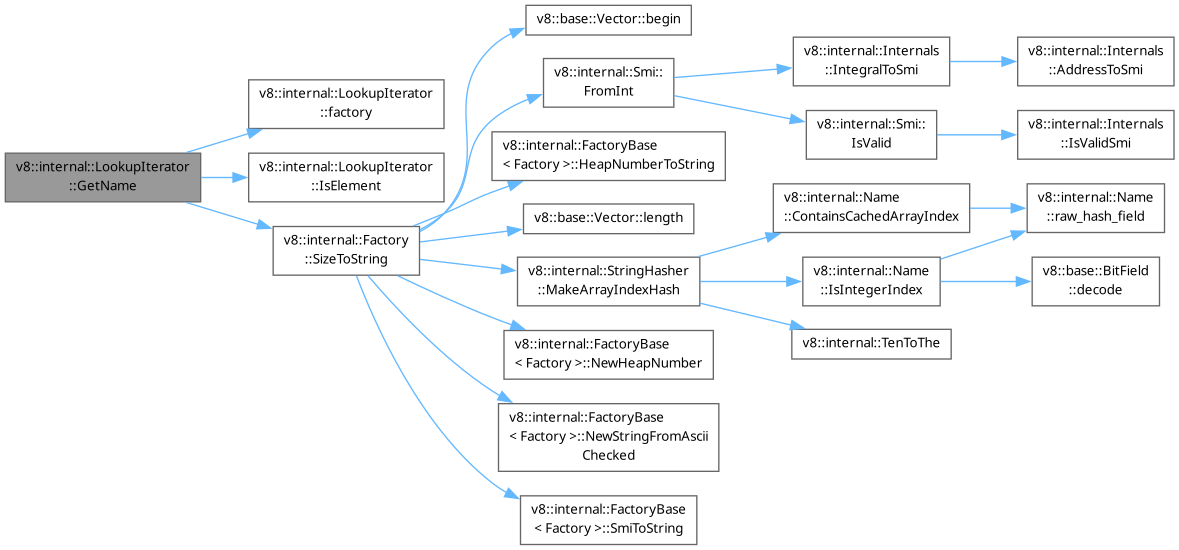 v8::internal::LookupIterator
::GetName
v8::internal::LookupIterator
::factory
v8::internal::LookupIterator
::IsElement
v8::internal::Factory
::SizeToString
v8::base::Vector::begin
v8::internal::Smi::
FromInt
v8::internal::FactoryBase
< Factory >::HeapNumberToString
v8::base::Vector::length
v8::internal::StringHasher
::MakeArrayIndexHash
v8::internal::FactoryBase
< Factory >::NewHeapNumber
v8::internal::FactoryBase
< Factory >::NewStringFromAscii
Checked
v8::internal::FactoryBase
< Factory >::SmiToString
v8::internal::Internals
::IntegralToSmi
v8::internal::Smi::
IsValid
v8::internal::Name
::ContainsCachedArrayIndex
v8::internal::Name
::IsIntegerIndex
v8::internal::TenToThe
v8::internal::Internals
::AddressToSmi
v8::internal::Internals
::IsValidSmi
v8::internal::Name
::raw_hash_field
v8::base::BitField
::decode